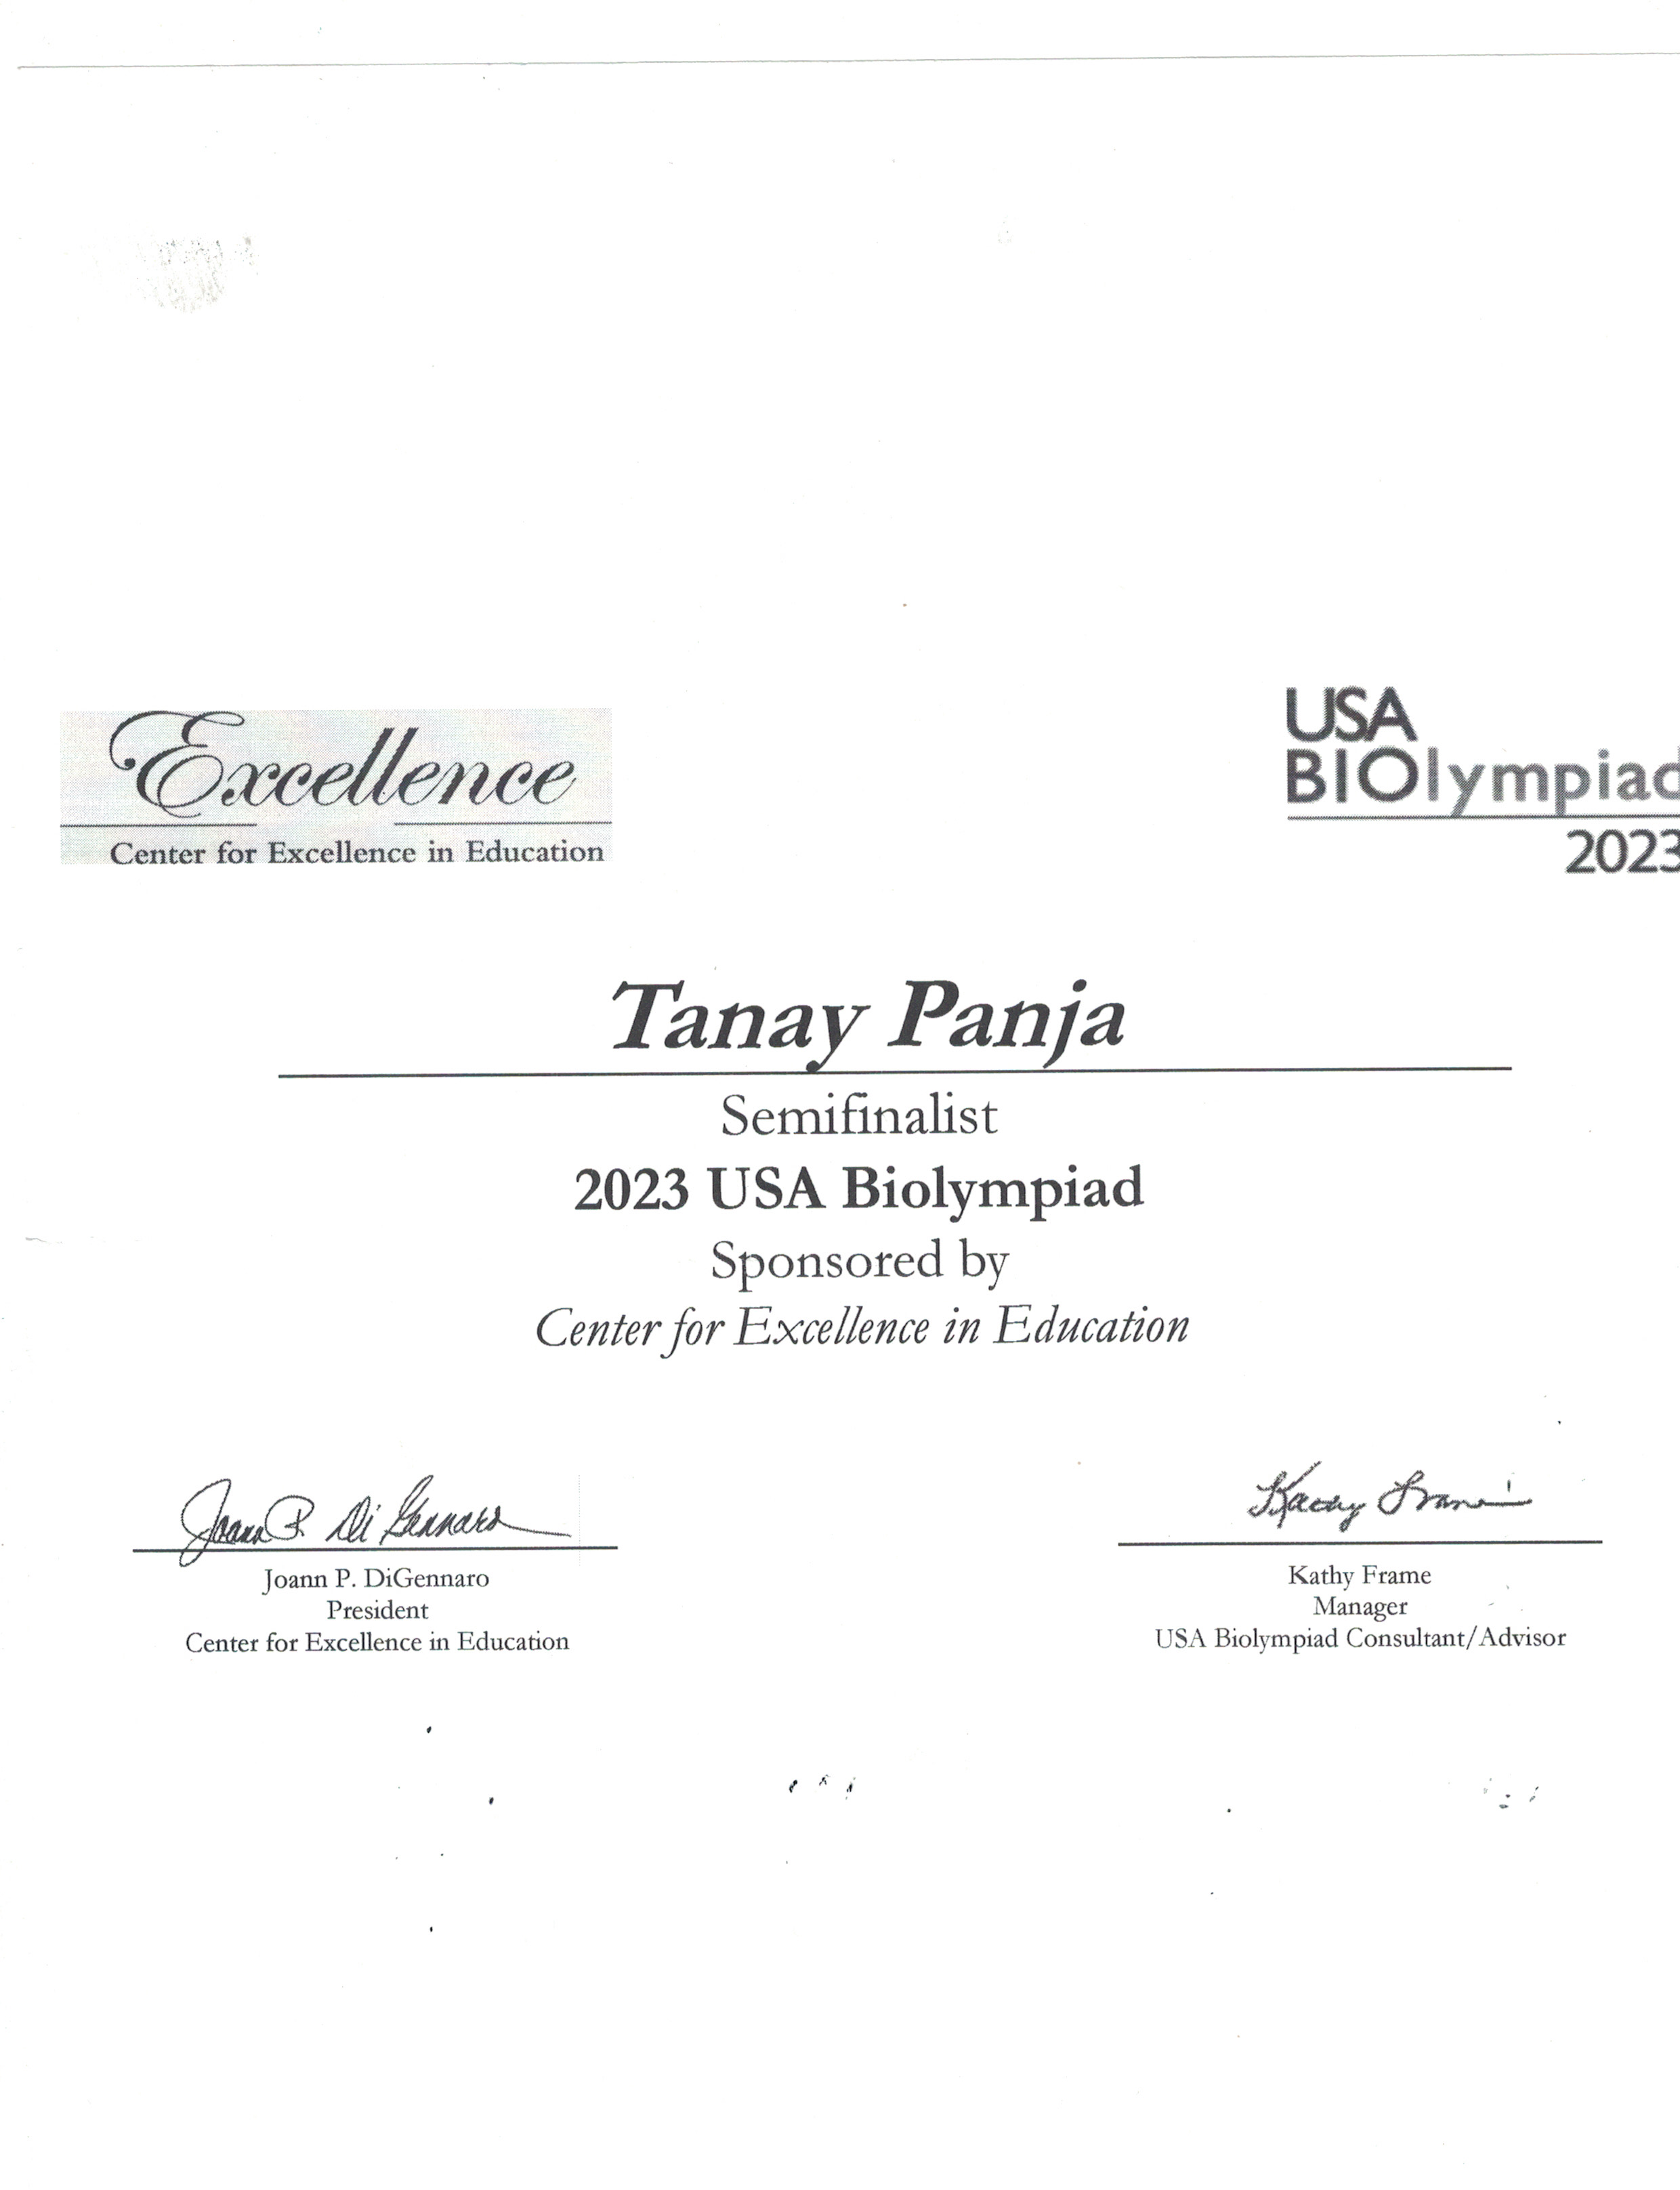 Excellence
Center for Excellence in Education
USA
BIOlympiad
2023
Tanay Panja
Semifinalist
2023 USA Biolympiad
Sponsored by
Center for Excellence in Education
Joann P. Di Gennaro
Kathy Frame
Joann P. DiGennaro
President
Center for Excellence in Education
Kathy Frame
Manager
USA Biolympiad Consultant/Advisor